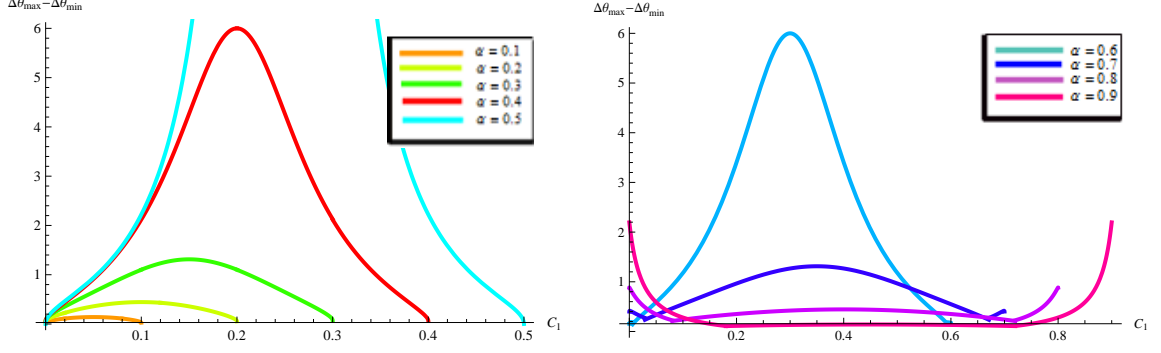 Δθmax−Δθmin
6
5
4
3
2
1
0.1
0.2
0.3
0.4
0.5
C1
α = 0.1
α = 0.2
α = 0.3
α = 0.4
α = 0.5
Δθmax−Δθmin
6
5
4
3
2
1
0.2
0.4
0.6
0.8
C1
α = 0.6
α = 0.7
α = 0.8
α = 0.9